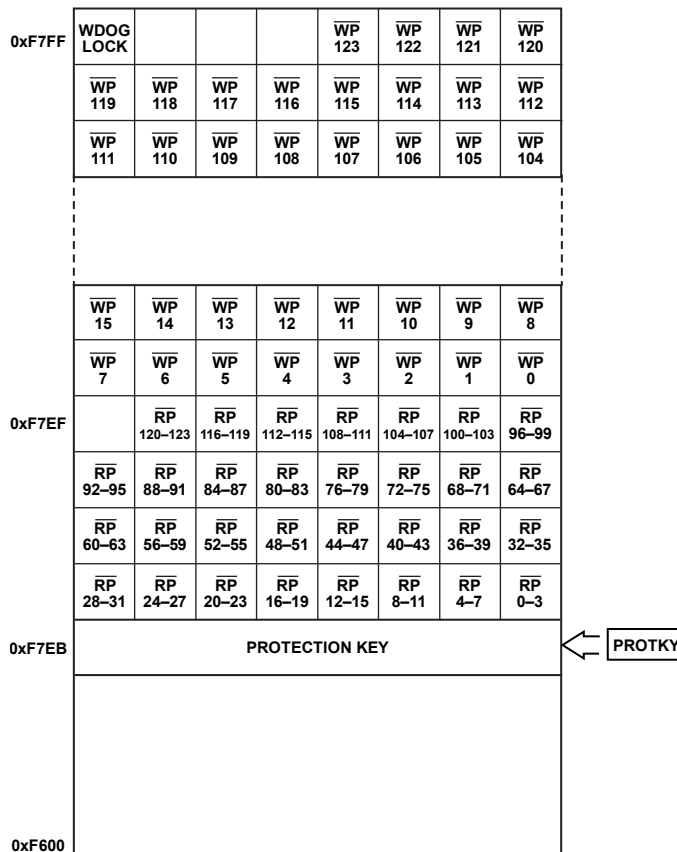 0xF7FF
WDOG LOCK WP 123 WP 122 WP 121 WP 120
WP 119 WP 118 WP 117 WP 116 WP 115 WP 114 WP 113 WP 112
WP 111 WP 110 WP 109 WP 108 WP 107 WP 106 WP 105 WP 104
WP 15 WP 14 WP 13 WP 12 WP 11 WP 10 WP 9 WP 8
WP 7 WP 6 WP 5 WP 4 WP 3 WP 2 WP 1 WP 0
0xF7EF
RP 120–123 RP 116–119 RP 112–115 RP 108–111 RP 104–107 RP 100–103 RP 96–99
RP 92–95 RP 88–91 RP 84–87 RP 80–83 RP 76–79 RP 72–75 RP 68–71 RP 64–67
RP 60–63 RP 56–59 RP 52–55 RP 48–51 RP 44–47 RP 40–43 RP 36–39 RP 32–35
RP 28–31 RP 24–27 RP 20–23 RP 16–19 RP 12–15 RP 8–11 RP 4–7 RP 0–3
0xF7EB
PROTECTION KEY
PROTKY
0xF600